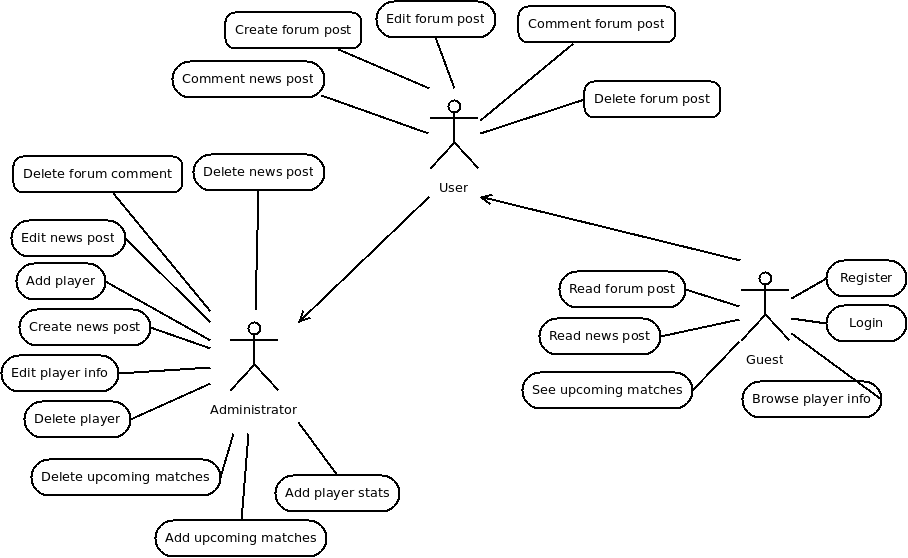 Edit forum post
Create forum post
Comment forum post
Comment news post
Delete forum post
User
Delete forum comment
Delete news post
Edit news post
Add player
Create news post
Edit player info
Delete player
Administrator
Delete upcoming matches
Add player stats
Add upcoming matches
Read forum post
Register
Read news post
Login
Guest
See upcoming matches
Browse player info